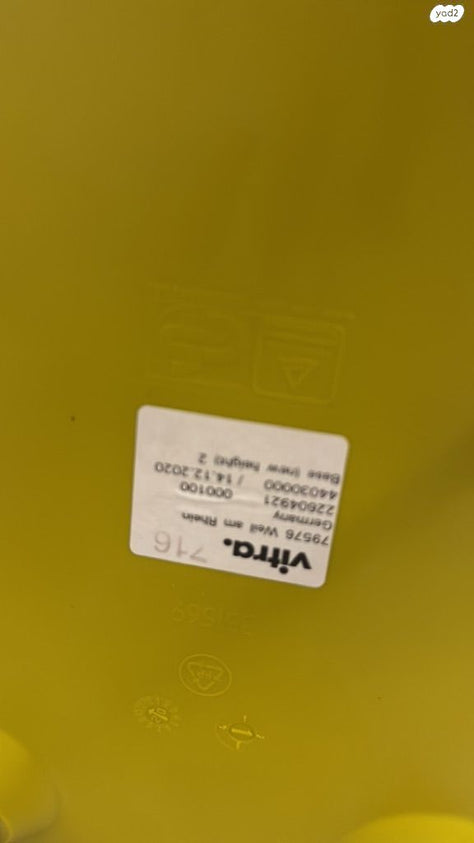 yad2
vitra. 716
79576 Weil am Rhein
Germany
22604921 000100
44030000 / 14.12.2020
Base (new height) 2